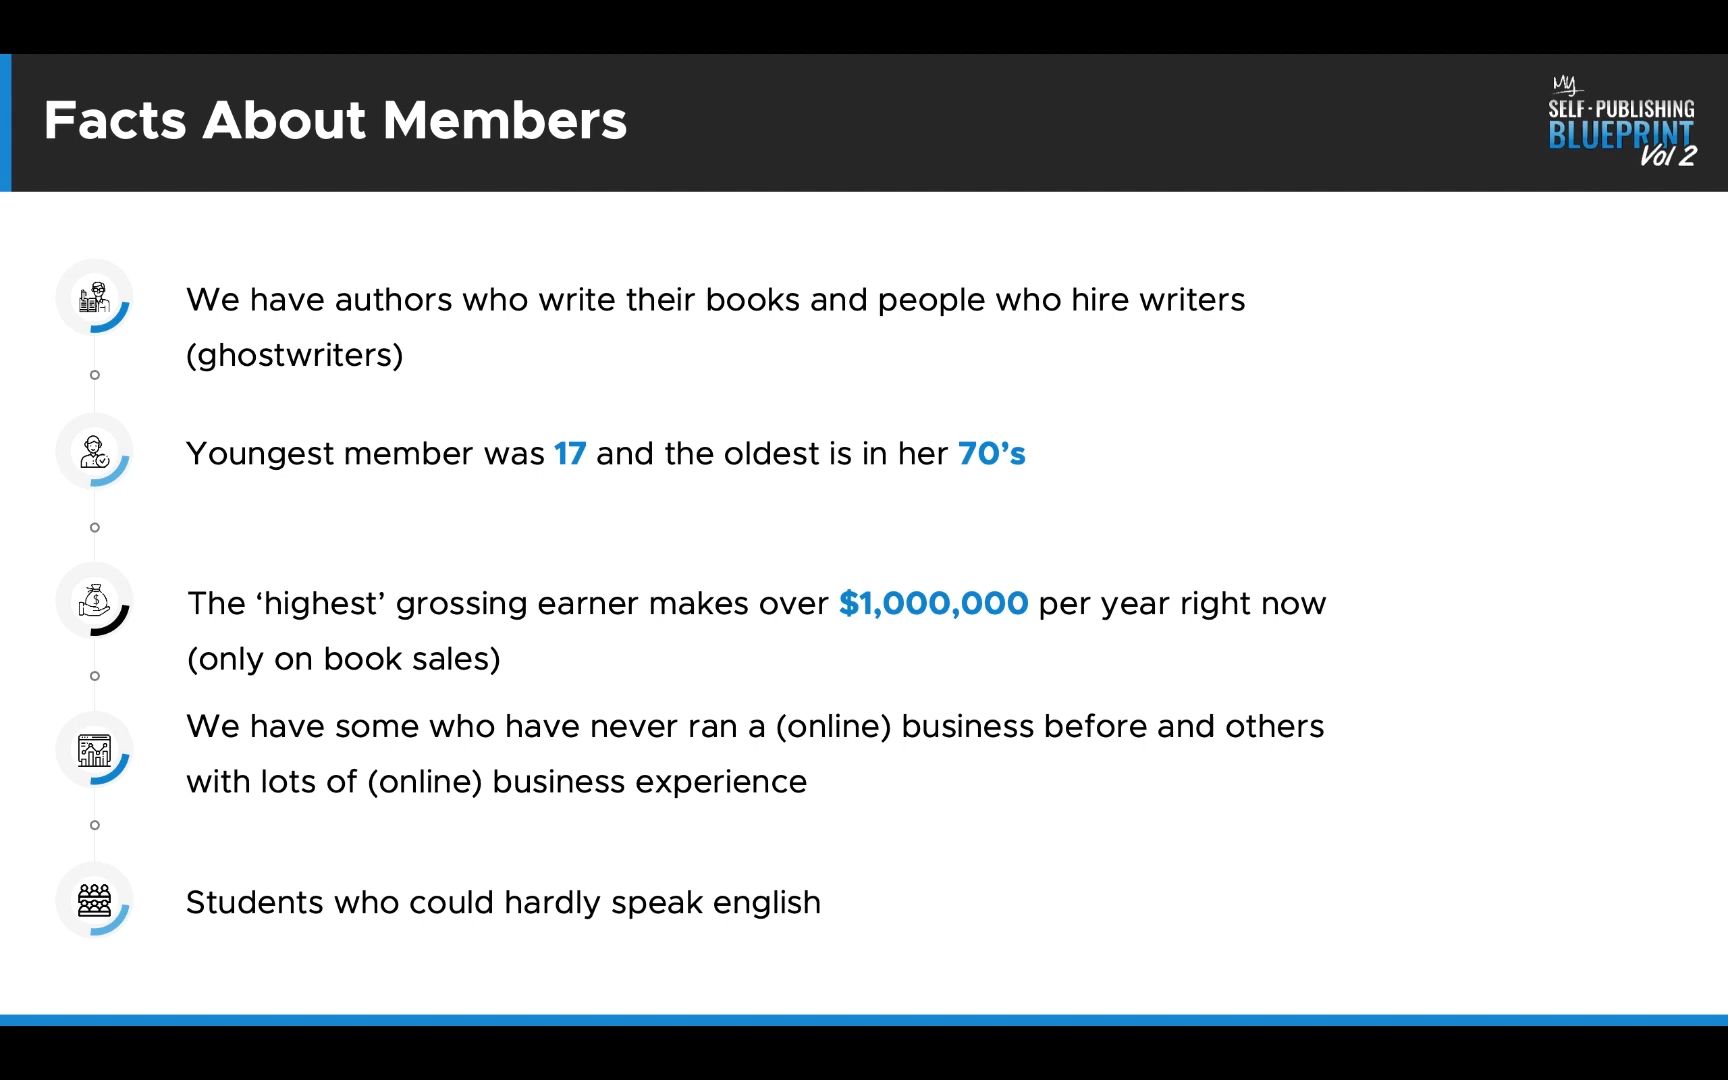 Facts About Members
My
SELF-PUBLISHING
BLUEPRINT
Vol 2
We have authors who write their books and people who hire writers
(ghostwriters)
Youngest member was 17 and the oldest is in her 70’s
The ‘highest’ grossing earner makes over $1,000,000 per year right now
(only on book sales)
We have some who have never ran a (online) business before and others
with lots of (online) business experience
Students who could hardly speak english